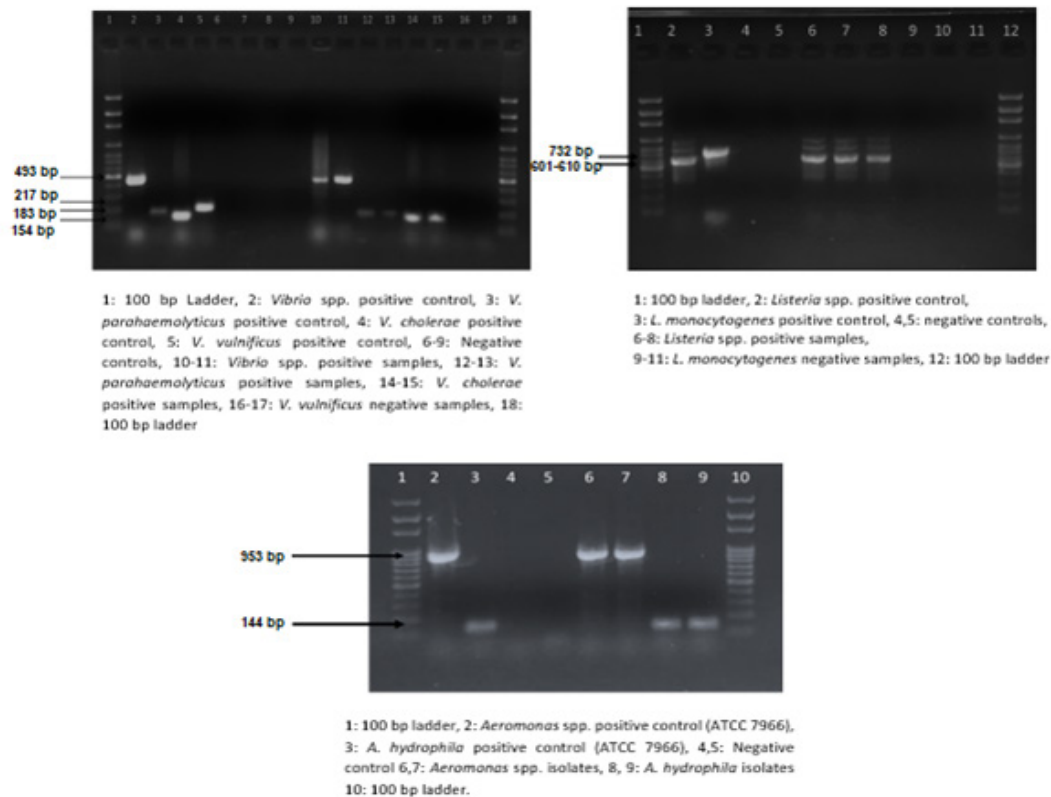 1 2 3 4 5 6 7 8 9 10 11 12 13 14 15 16 17 18
493 bp
217 bp
183 bp
154 bp
1: 100 bp Ladder, 2: Vibrio spp. positive control, 3: V.
parahaemolyticus positive control, 4: V. cholerae positive
control, 5: V. vulnificus positive control, 6-9: Negative
controls, 10-11: Vibrio spp. positive samples, 12-13: V.
parahaemolyticus positive samples, 14-15: V. cholerae
positive samples, 16-17: V. vulnificus negative samples, 18:
100 bp ladder
1 2 3 4 5 6 7 8 9 10 11 12
732 bp
601-610 bp
1: 100 bp ladder, 2: Listeria spp. positive control,
3: L. monocytogenes positive control, 4,5: negative controls,
6-8: Listeria spp. positive samples,
9-11: L. monocytogenes negative samples, 12: 100 bp ladder
1 2 3 4 5 6 7 8 9 10
953 bp
144 bp
1: 100 bp ladder, 2: Aeromonas spp. positive control (ATCC 7966),
3: A. hydrophila positive control (ATCC 7966), 4,5: Negative
control 6,7: Aeromonas spp. isolates, 8, 9: A. hydrophila isolates
10: 100 bp ladder.